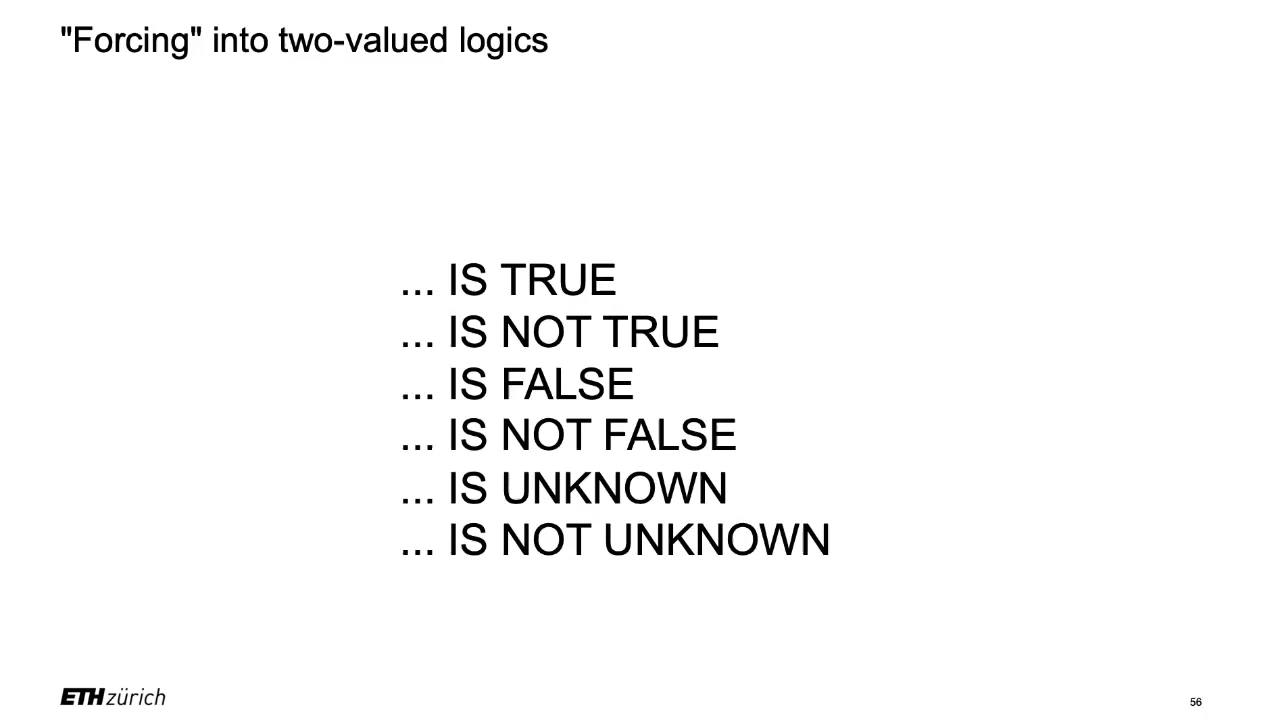 "Forcing" into two-valued logics
... IS TRUE
... IS NOT TRUE
... IS FALSE
... IS NOT FALSE
... IS UNKNOWN
... IS NOT UNKNOWN
ETH zürich
56